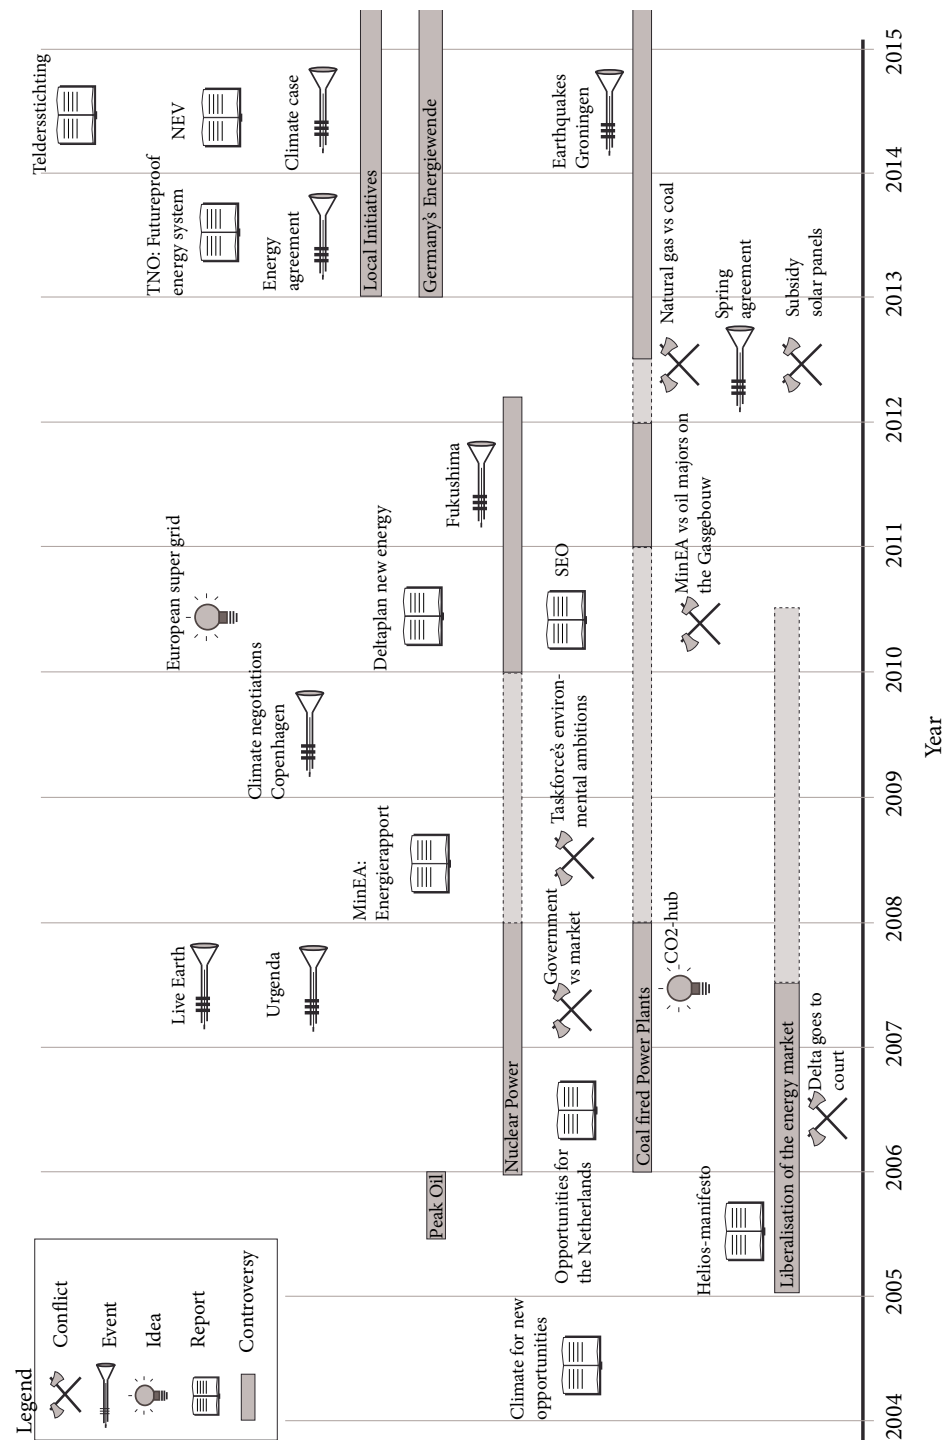 Legend
Conflict
Event
Idea
Report
Controversy
Teldersstichting
TNO: Futureproof
energy system
NEV
European super grid
Live Earth
Climate negotiations
Copenhagen
Energy
agreement
Climate case
Urgenda
Local Initiatives
MinEA:
Energierapport
Deltaplan new energy
Germany's Energiewende
Peak Oil
Fukushima
Nuclear Power
Climate for new
opportunities
Opportunities for
the Netherlands
Government
vs market
Taskforce's environ-
mental ambitions
SEO
Earthquakes
Groningen
Coal fired Power Plants
CO2-hub
MinEA vs oil majors on
the Gasgebouw
Natural gas vs coal
Helios-manifesto
Spring
agreement
Liberalisation of the energy market
Delta goes to
court
Subsidy
solar panels
2004
2005
2006
2007
2008
2009
2010
2011
2012
2013
2014
2015
Year